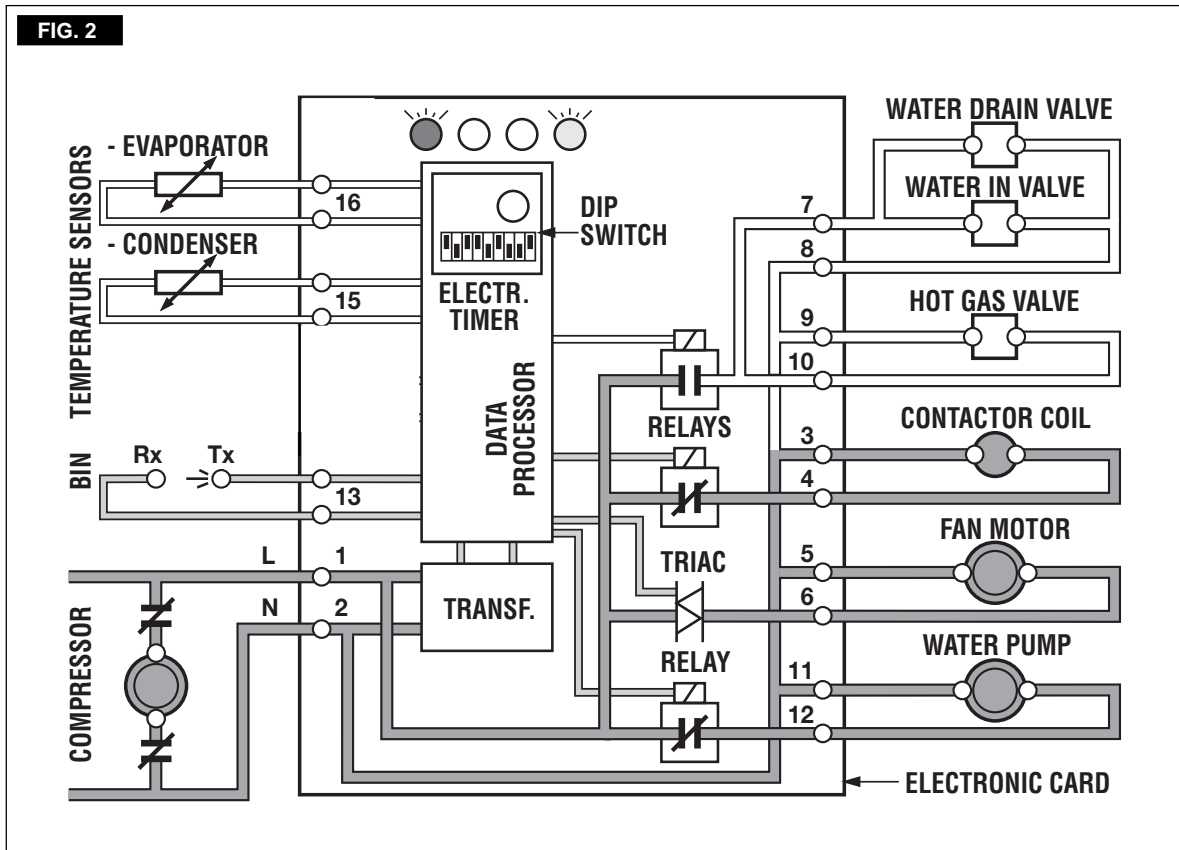 FIG. 2
TEMPERATURE SENSORS
- EVAPORATOR
16
- CONDENSER
15
BIN
Rx
Tx
13
L
1
N
2
COMPRESSOR
DIP
SWITCH
ELECTR.
TIMER
DATA
PROCESSOR
TRANSF.
RELAYS
TRIAC
RELAY
WATER DRAIN VALVE
WATER IN VALVE
7
8
HOT GAS VALVE
9
10
CONTACTOR COIL
3
4
FAN MOTOR
5
6
WATER PUMP
11
12
ELECTRONIC CARD